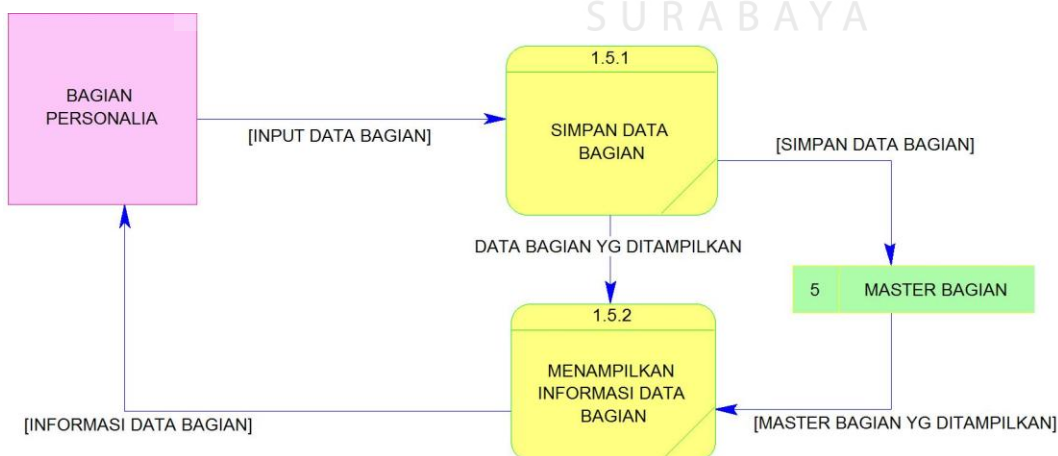 SURABAYA
1.5.1
BAGIAN
PERSONALIA
SIMPAN DATA
BAGIAN
[INPUT DATA BAGIAN]
[SIMPAN DATA BAGIAN]
DATA BAGIAN YG DITAMPILKAN
5 MASTER BAGIAN
1.5.2
MENAMPILKAN
INFORMASI DATA
BAGIAN
[INFORMASI DATA BAGIAN]
[MASTER BAGIAN YG DITAMPILKAN]